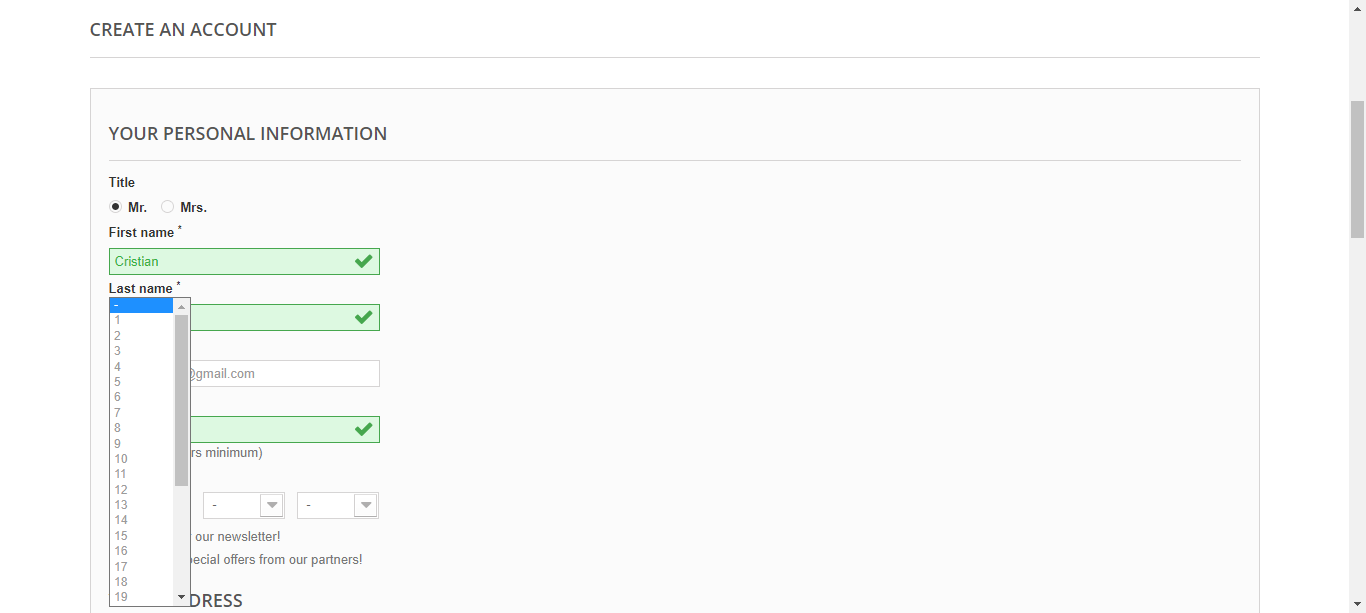 CREATE AN ACCOUNT
YOUR PERSONAL INFORMATION
Title
Mr. Mrs.
First name *
Cristian
Last name *
-
1
2
3
4
5
6
7
8
9
10
11
12
13
14
15
16
17
18
19
@gmail.com
rs minimum)
- -
our newsletter!
ecial offers from our partners!
DRESS